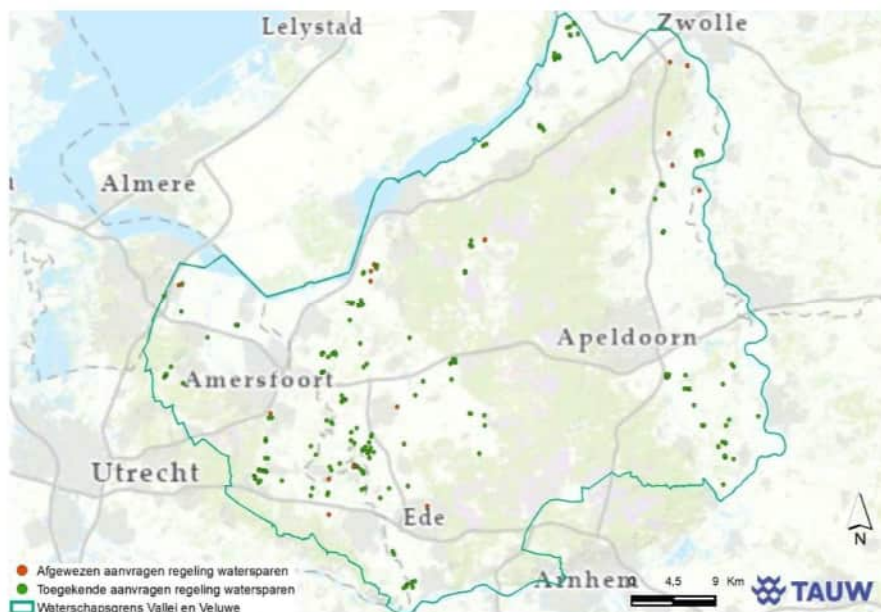 Lelystad
Zwolle
Almere
Apeldoorn
Amersfoort
Utrecht
Ede
Arnhem
N
Afgewezen aanvragen regeling watersparen
Toegekende aanvragen regeling watersparen
Waterschapsgrens Vallei en Veluwe
0 4,5 9 Km
TAUW